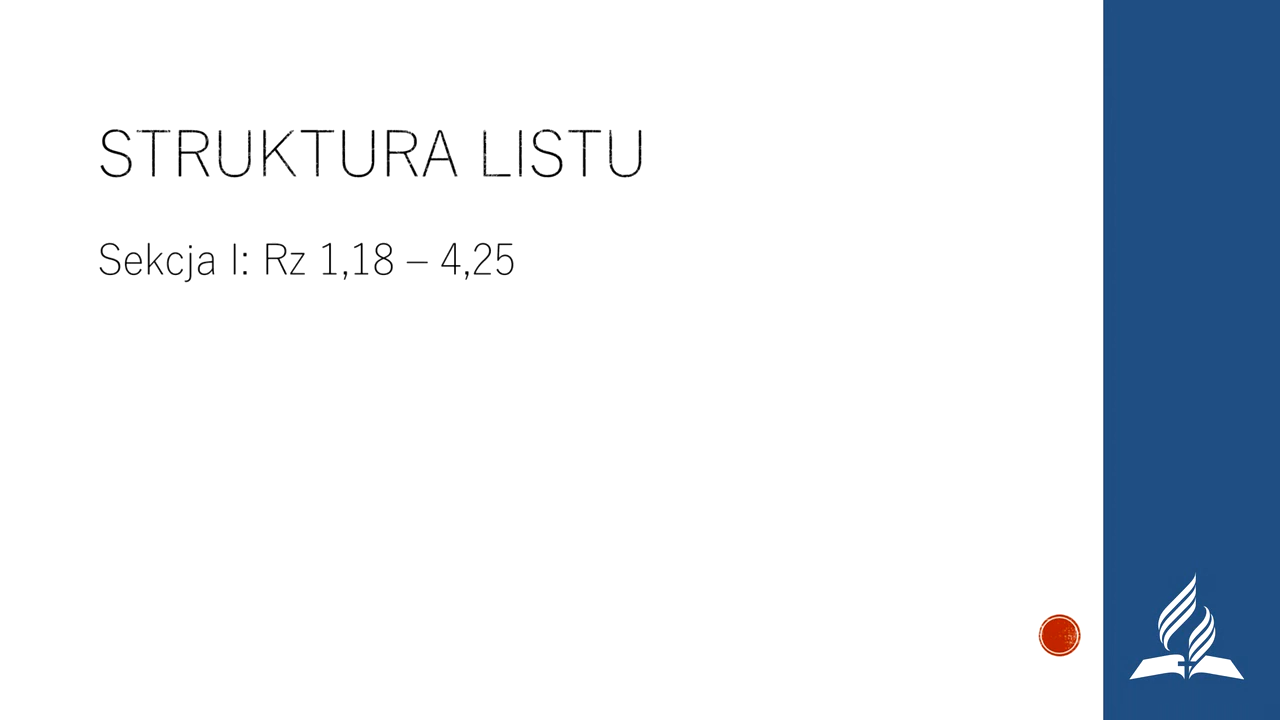 STRUKTURA LISTU
Sekcja I: Rz 1,18 – 4,25